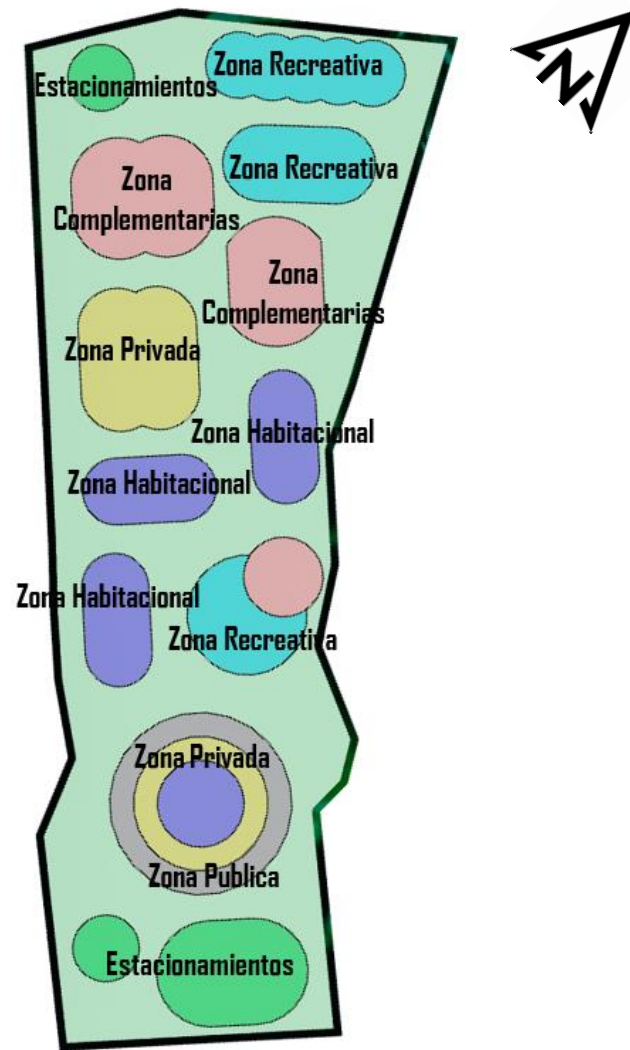 Zona Recreativa
Estacionamientos
N
Zona Recreativa
Zona
Complementarias
Zona
Complementarias
Zona Privada
Zona Habitacional
Zona Habitacional
Zona Habitacional
Zona Recreativa
Zona Privada
Zona Publica
Estacionamientos